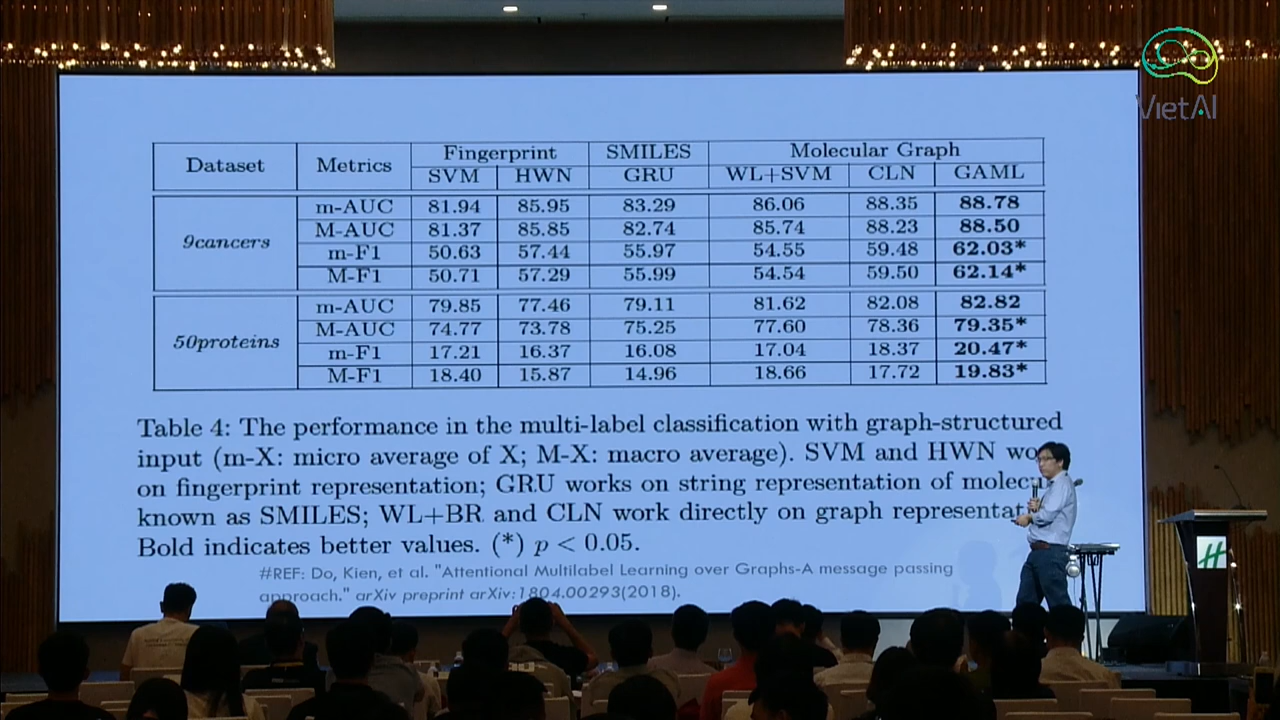 VietAI
Dataset Metrics Fingerprint SMILES Molecular Graph
SVM HWN GRU WL+SVM CLN GAML
9cancers
m-AUC 81.94 85.95 83.29 86.06 88.35 88.78
M-AUC 81.37 85.85 82.74 85.74 88.23 88.50
m-F1 50.63 57.44 55.97 54.55 59.48 62.03*
M-F1 50.71 57.29 55.99 54.54 59.50 62.14*
50proteins
m-AUC 79.85 77.46 79.11 81.62 82.08 82.82
M-AUC 74.77 73.78 75.25 77.60 78.36 79.35*
m-F1 17.21 16.37 16.08 17.04 18.37 20.47*
M-F1 18.40 15.87 14.96 18.66 17.72 19.83*
Table 4: The performance in the multi-label classification with graph-structured
input (m-X: micro average of X; M-X: macro average). SVM and HWN
on fingerprint representation; GRU works on string representation of
known as SMILES; WL+BR and CLN work directly on graph
Bold indicates better values. (*) p < 0.05.
#REF: Do, Kien, et al. "Attentional Multilabel Learning over Graphs-A message passing
approach." arXiv preprint arXiv:1804.00293(2018).
H